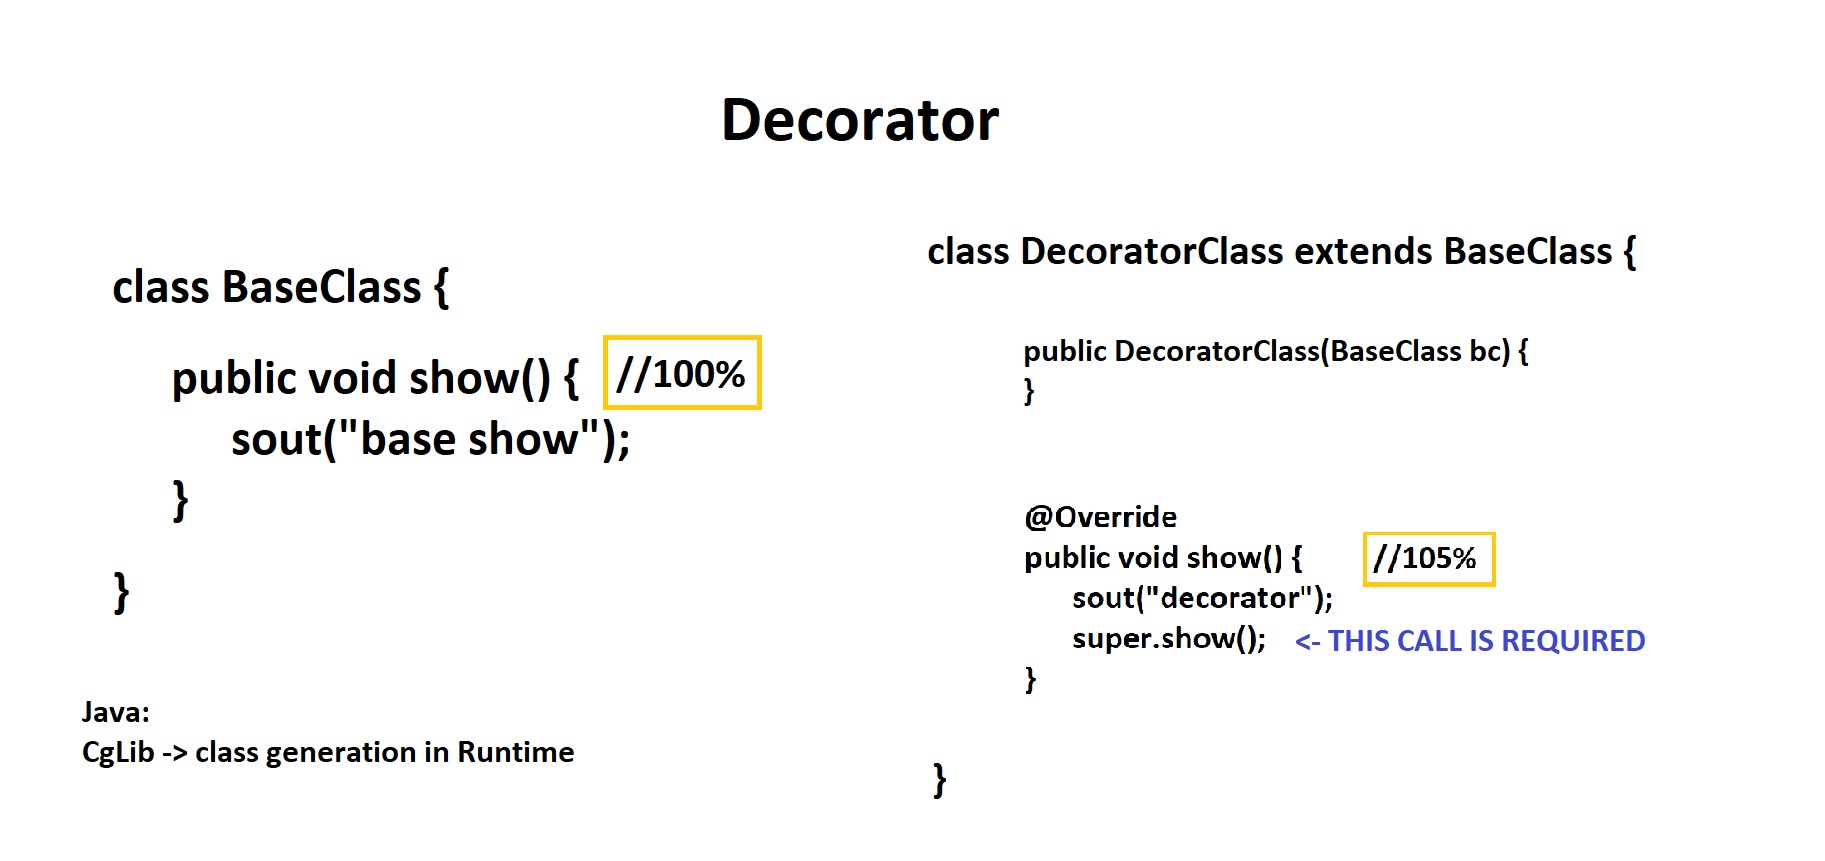 Decorator
class BaseClass {
public void show() { //100%
sout("base show");
}
}
Java:
CgLib -> class generation in Runtime
class DecoratorClass extends BaseClass {
public DecoratorClass(BaseClass bc) {
}
@Override
public void show() { //105%
sout("decorator");
super.show(); <- THIS CALL IS REQUIRED
}
}